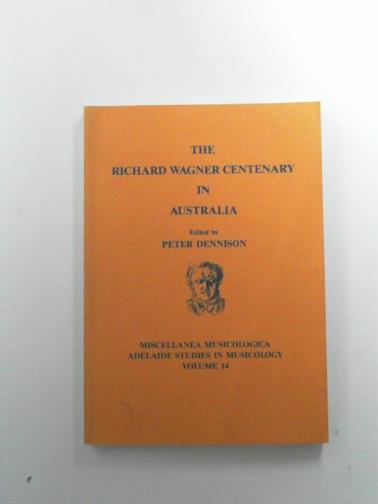 THE
RICHARD WAGNER CENTENARY
IN
AUSTRALIA
Edited by
PETER DENNISON
MISCELLANEA MUSICOLOGICA
ADELAIDE STUDIES IN MUSICOLOGY
VOLUME 14